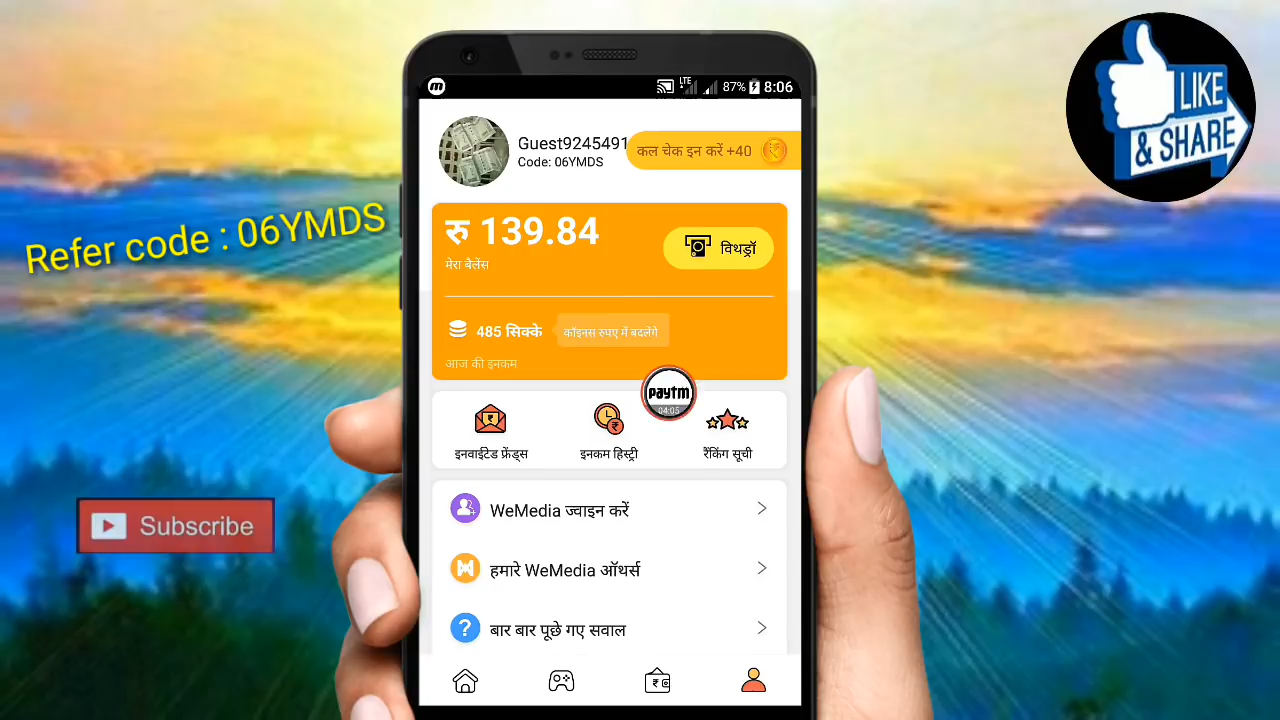 LTE 87% 8:06
Guest9245491
Code: 06YMDS
कल चेक इन करें +40
Refer code : 06YMDS
LIKE
& SHARE
रु 139.84
मेरा बैलेंस
विथड्रॉ
485 सिक्के
कॉइनस रुपए में बदलेंगे
आज की इनकम
paytm
04:05
इनवाईटेड फ्रेंड्स
इनकम हिस्ट्री
रैंकिंग सूची
WeMedia ज्वाइन करें
Subscribe
हमारे WeMedia ऑथर्स
बार बार पूछे गए सवाल